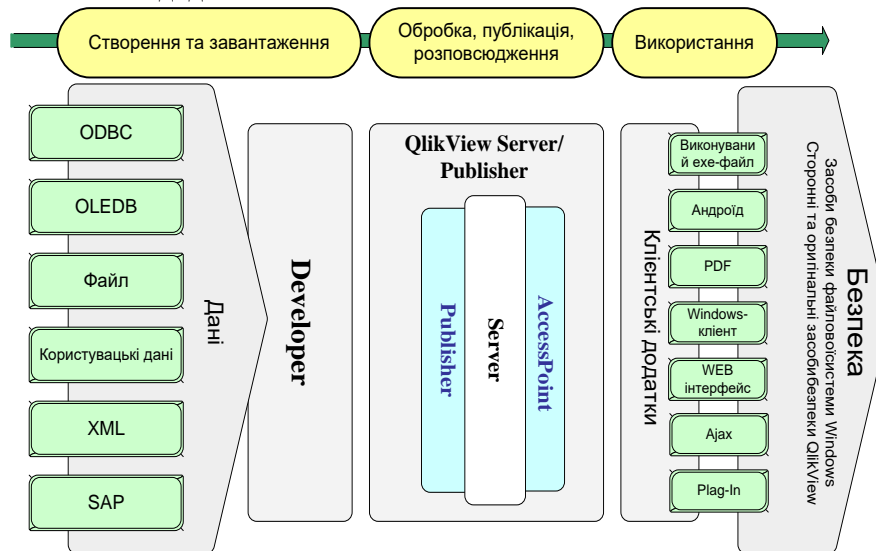 Створення та завантаження
Обробка, публікація,
розповсюдження
Використання
ODBC
OLEDB
Файл
Користувацькі дані
XML
SAP
Дані
Developer
QlikView Server/
Publisher
Publisher
Server
AccessPoint
Клієнтські додатки
Виконувани
й exe-файл
Андроїд
PDF
Windows-
клієнт
WEB
інтерфейс
Ajax
Plag-In
Безпека
Засоби безпеки файловоїсистеми Windows
Сторонні та оригінальні засобибезпеки QlikView